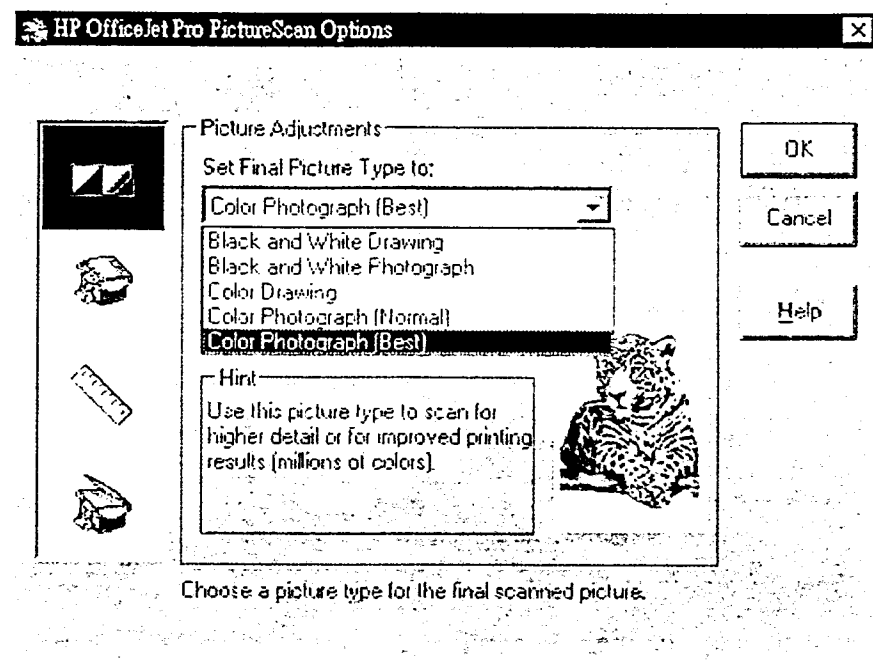 HP OfficeJet Pro PictureScan Options
Picture Adjustments
Set Final Picture Type to:
Color Photograph (Best)
Black and White Drawing
Black and White Photograph
Color Drawing
Color Photograph (Normal)
Color Photograph (Best)
Hint
Use this picture type to scan for
higher detail or for improved printing
results (millions of colors).
OK
Cancel
Help
Choose a picture type for the final scanned picture.